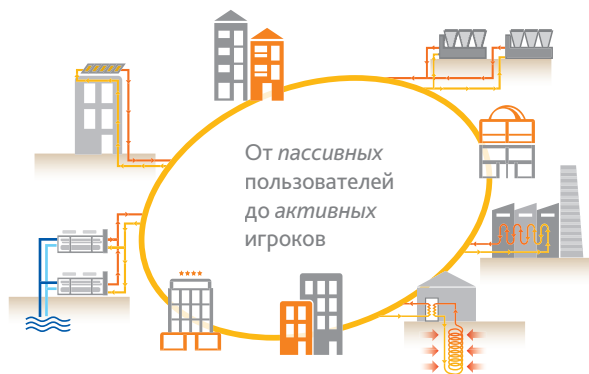 От пассивных
пользователей
до активных
игроков